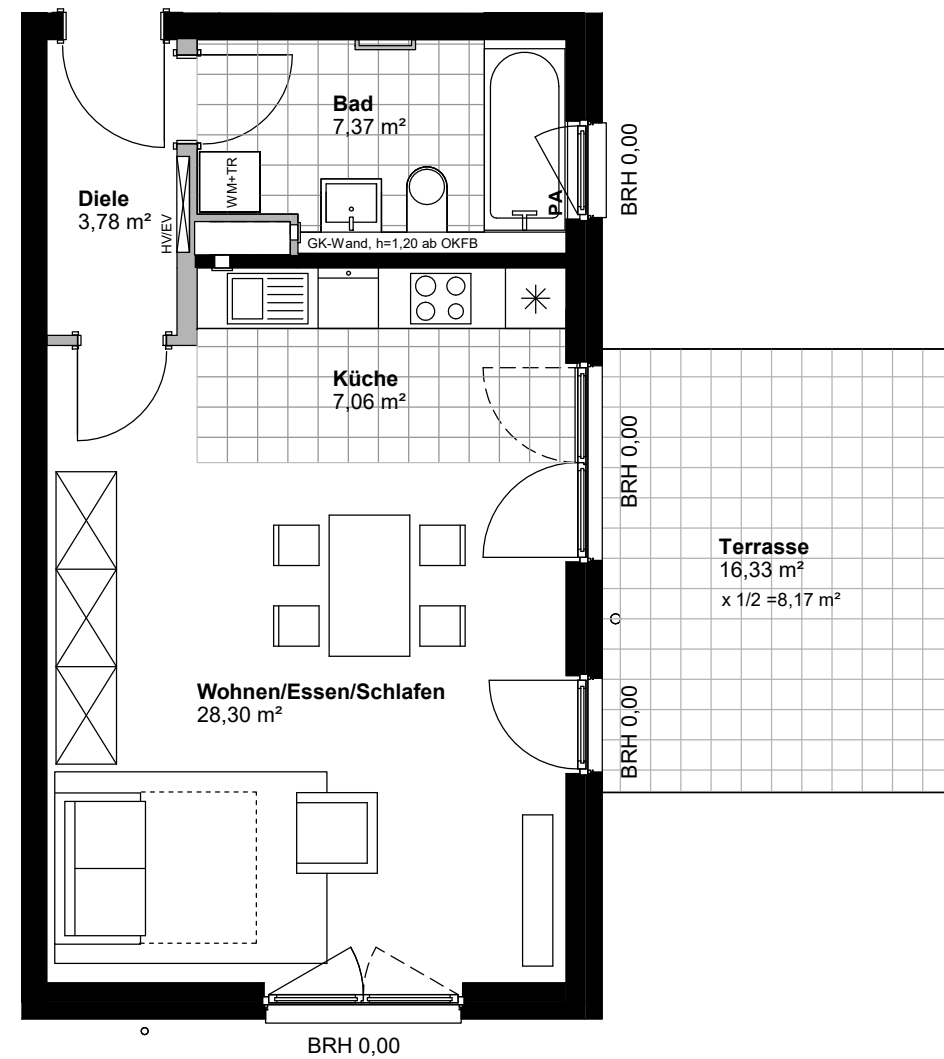 Bad
7,37 m²
BRH 0,00
WM+TR
PA
Diele
3,78 m²
HV/EV
GK-Wand, h=1,20 ab OKFB
Küche
7,06 m²
BRH 0,00
Terrasse
16,33 m²
x 1/2 =8,17 m²
Wohnen/Essen/Schlafen
28,30 m²
BRH 0,00
BRH 0,00